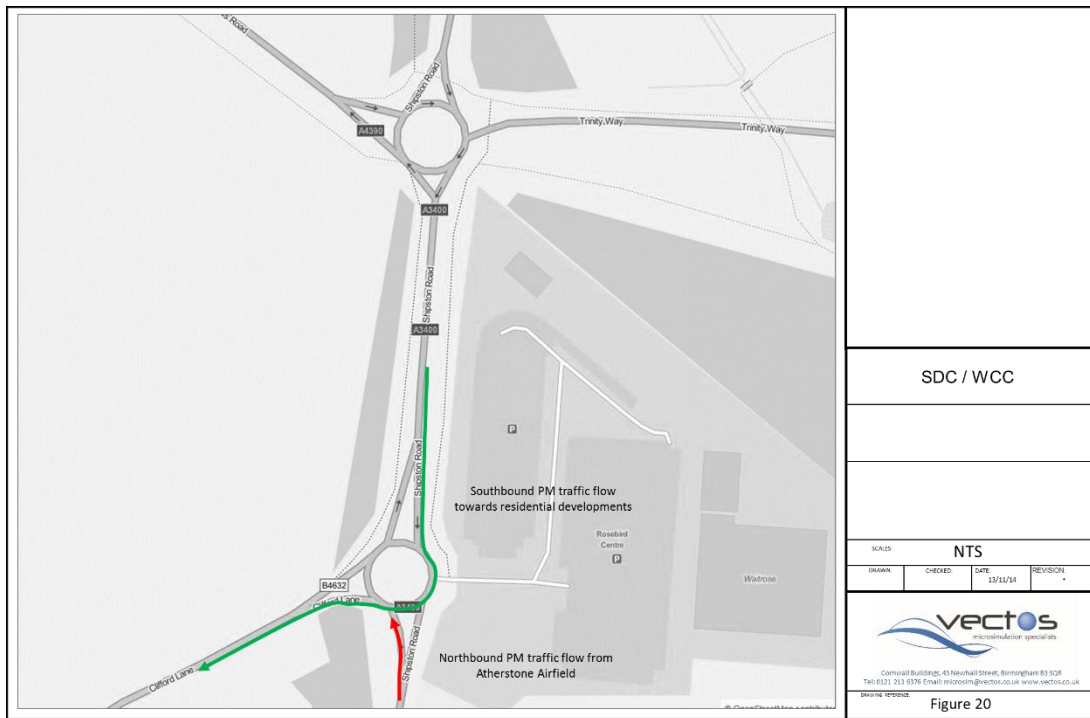 s Road
Shipston Road
A4390
Trinity Way
Trinity Way
A3400
Shipston Road
A3400
Shipston Road
P
Southbound PM traffic flow
towards residential developments
Rosebird
Centre
P
Waitrose
B4632
Clifford Lane
A3400
Shipston Road
Clifford Lane
Northbound PM traffic flow from
Atherstone Airfield
© OpenStreetMap contributor
SDC / WCC
SCALES:
NTS
DRAWN:
CHECKED:
DATE:
13/11/14
REVISION:
vectos
microsimulation specialists
Cornwall Buildings, 45 Newhall Street, Birmingham B3 3QR
Tel: 0121 213 6376 Email: microsim@vectos.co.uk www.vectos.co.uk
DRAWING REFERENCE:
Figure 20